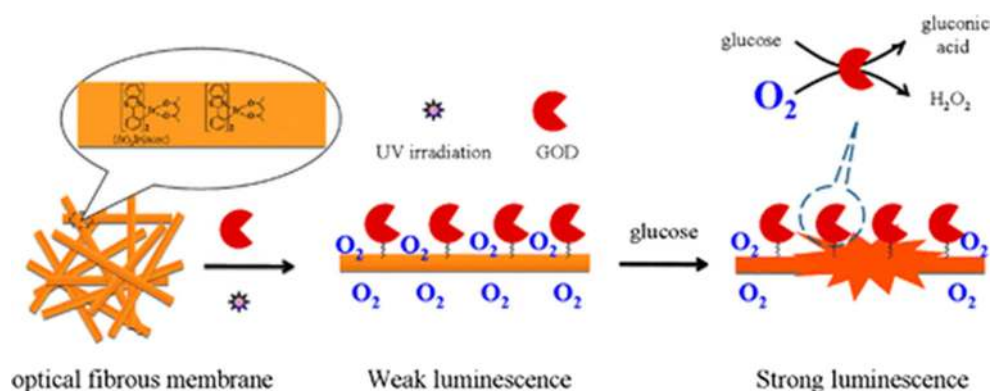 glucose
gluconic
acid
O₂
H₂O₂
UV irradiation
GOD
O₂ O₂ O₂ O₂
O₂ O₂ O₂ O₂
glucose
O₂ O₂
O₂ O₂
optical fibrous membrane
Weak luminescence
Strong luminescence